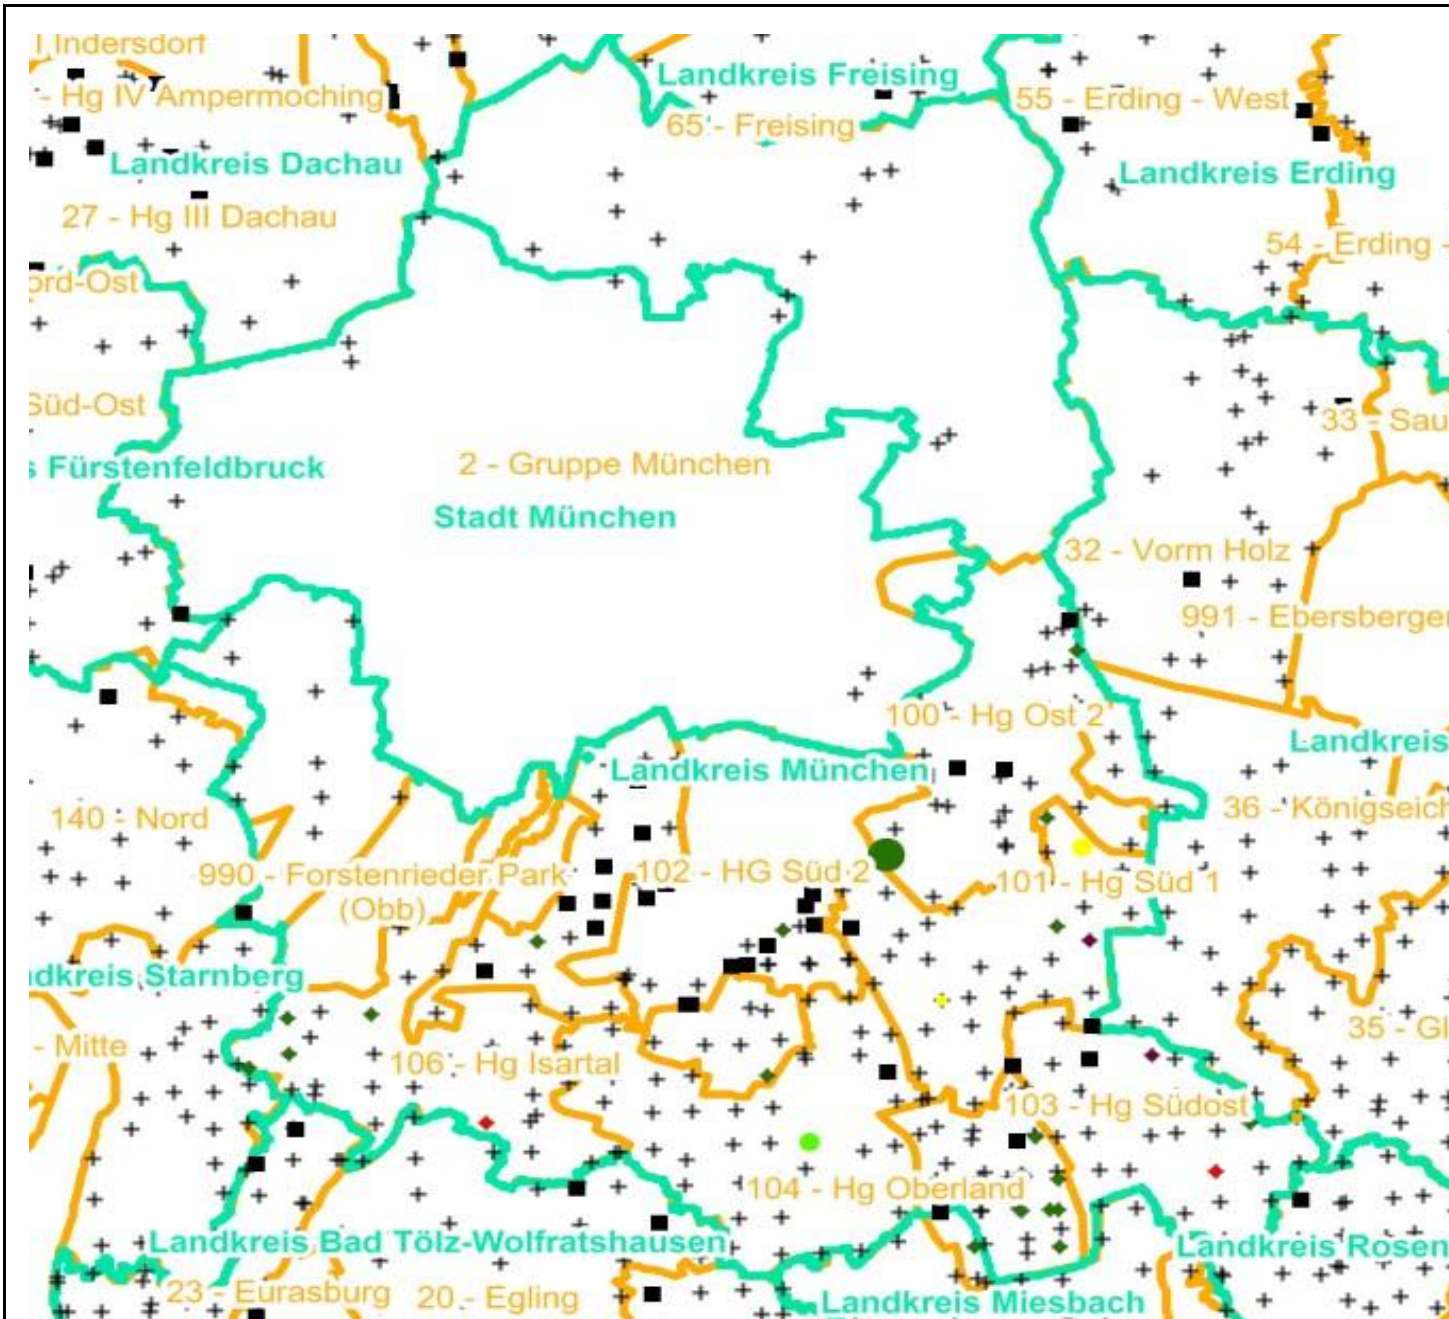 Indersdorf
Landkreis Freising
- Hg IV Ampermoching
55 - Erding - West
65 - Freising
Landkreis Dachau
Landkreis Erding
27 - Hg III Dachau
54 - Erding -
ord-Ost
Süd-Ost
33 - Sau
s Fürstenfeldbruck
2 - Gruppe München
Stadt München
32 - Vorm Holz
991 - Ebersberger
100 - Hg Ost 2
Landkreis
Landkreis München
36 - Königseich
140 - Nord
990 - Forstenrieder Park
(Obb)
102 - HG Süd 2
101 - Hg Süd 1
ndkreis Starnberg
35 - Gl
- Mitte
106 - Hg Isartal
103 - Hg Südost
104 - Hg Oberland
Landkreis Bad Tölz-Wolfratshausen
Landkreis Rosen
23 - Eurasburg
20 - Egling
Landkreis Miesbach